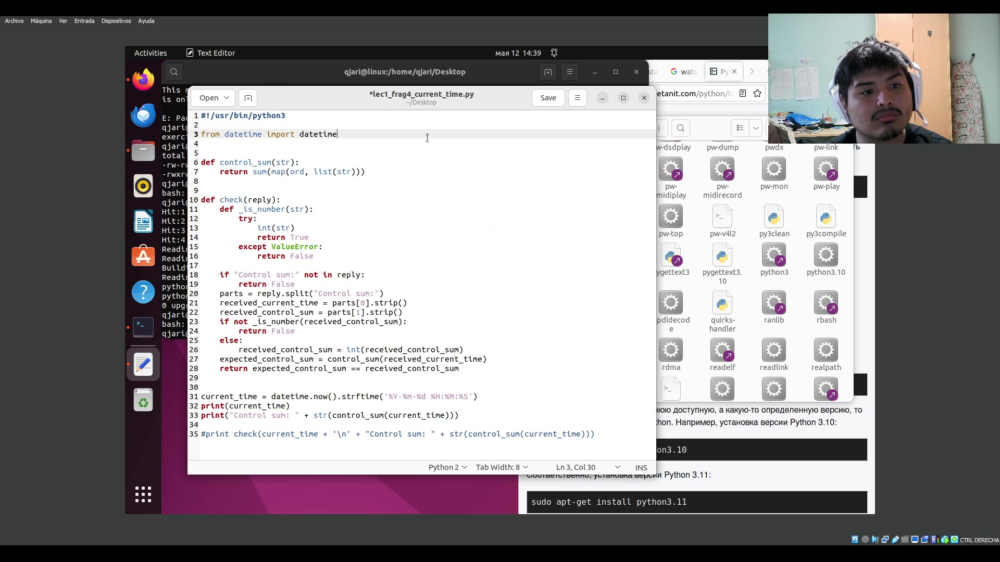 Archivo Máquina Ver Entrada Dispositivos Ayuda
Activities Text Editor мая 12 14:39
qjari@linux:/home/qjari/Desktop
wats
Py
etanit.com/python/tu
Open
*lec1_frag4_current_time.py
~/Desktop
Save
1 #!/usr/bin/python3
2
3 from datetime import datetime
4
5
6 def control_sum(str):
7 return sum(map(ord, list(str)))
8
9
10 def check(reply):
11 def _is_number(str):
12 try:
13 int(str)
14 return True
15 except ValueError:
16 return False
17
18 if "Control sum:" not in reply:
19 return False
20 parts = reply.split("Control sum:")
21 received_current_time = parts[0].strip()
22 received_control_sum = parts[1].strip()
23 if not _is_number(received_control_sum):
24 return False
25 else:
26 received_control_sum = int(received_control_sum)
27 expected_control_sum = control_sum(received_current_time)
28 return expected_control_sum == received_control_sum
29
30
31 current_time = datetime.now().strftime('%Y-%m-%d %H:%M:%S')
32 print(current_time)
33 print("Control sum: " + str(control_sum(current_time)))
34
35 #print check(current_time + '\n' + "Control sum: " + str(control_sum(current_time)))
Python 2 Tab Width: 8 Ln 3, Col 30 INS
This
is
E:
qjari
exerci
qjari
total
-rw-rw
-rwxrw
qjari
bash:
qjari
Hit:1
Hit:2
Hit:3
Hit:4
Readin
Readin
Buildi
Readin
python
python
0 upgr
qjari
bash:
qjari
w-dsdplay pw-dump pwdx pw-link
pw-midiplay pw-midirecord pw-mon pw-play
pw-top pw-v4l2 py3clean py3compile
ygettext3 pygettext3.10 python3 python3.10
pdldecode quirks-handler ranlib rbash
rdma readelf readlink realpath
ть
нюю доступную, а какую-то определенную версию, то
thon. Например, установка версии Python 3.10:
on3.10
Соответственно, установка версии Python 3.11:
sudo apt-get install python3.11
CTRL DERECHA